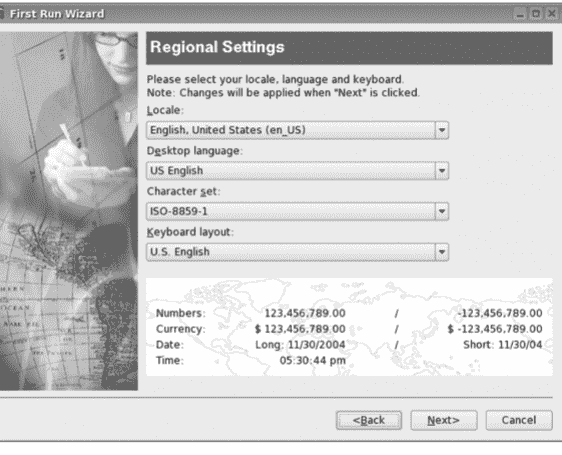 First Run Wizard
Regional Settings
Please select your locale, language and keyboard.
Note: Changes will be applied when "Next" is clicked.
Locale:
English, United States (en_US)
Desktop language:
US English
Character set:
ISO-8859-1
Keyboard layout:
U.S. English
Numbers: 123,456,789.00 / -123,456,789.00
Currency: $ 123,456,789.00 / $ -123,456,789.00
Date: Long: 11/30/2004 / Short: 11/30/04
Time: 05:30:44 pm
<Back Next> Cancel